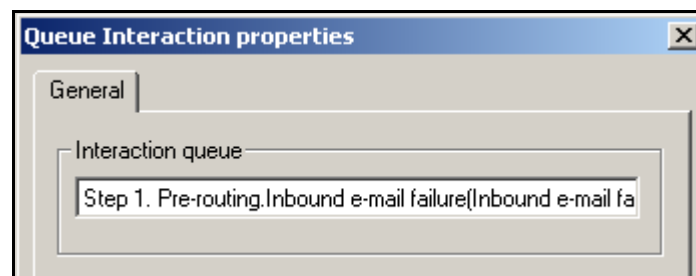 Queue Interaction properties
General
Interaction queue
Step 1. Pre-routing.Inbound e-mail failure(Inbound e-mail fa